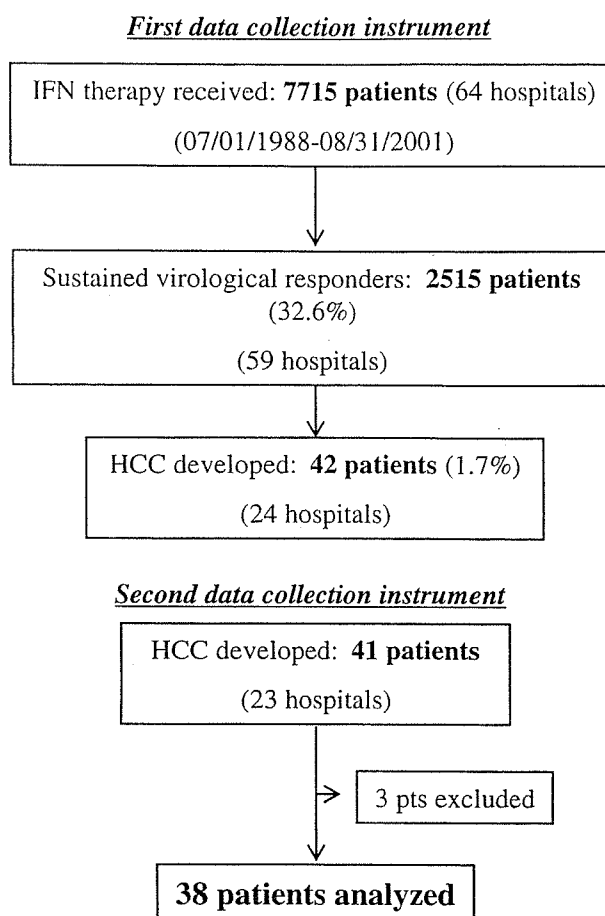 First data collection instrument
IFN therapy received: 7715 patients (64 hospitals)
(07/01/1988-08/31/2001)
Sustained virological responders: 2515 patients
(32.6%)
(59 hospitals)
HCC developed: 42 patients (1.7%)
(24 hospitals)
Second data collection instrument
HCC developed: 41 patients
(23 hospitals)
3 pts excluded
38 patients analyzed